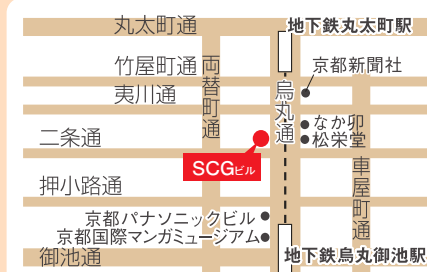 丸太町通
地下鉄丸太町駅
竹屋町通
両替町通
京都新聞社
夷川通
烏丸通
なか卯
二条通
松栄堂
SCGビル
車屋町通
押小路通
京都パナソニックビル
京都国際マンガミュージアム
御池通
地下鉄烏丸御池駅